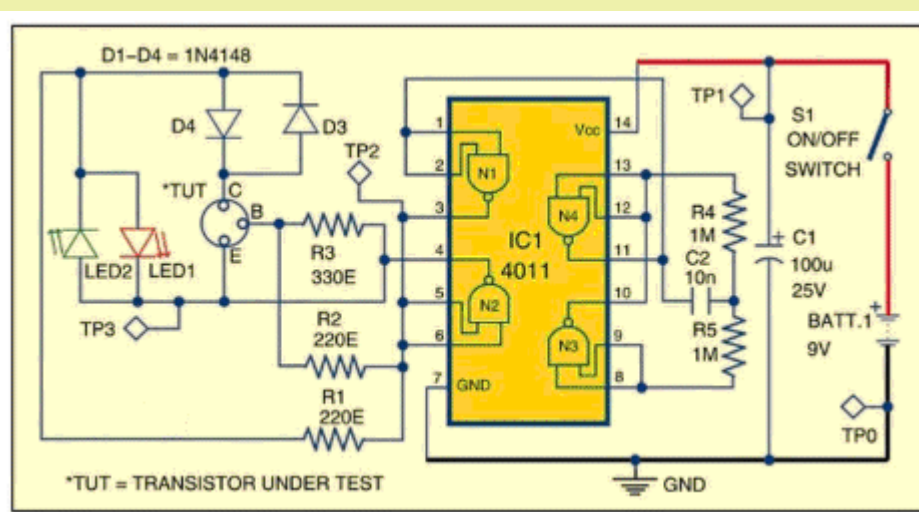 D1–D4 = 1N4148
D4
D3
*TUT
C
B
E
LED2
LED1
TP3
TP2
R3
330E
R2
220E
R1
220E
*TUT = TRANSISTOR UNDER TEST
1
2
3
4
5
6
7
GND
N1
N2
IC1
4011
N4
N3
Vcc
14
13
12
11
10
9
8
C2
10n
R4
1M
R5
1M
TP1
C1
100u
25V
S1
ON/OFF
SWITCH
BATT.1
9V
TP0
GND